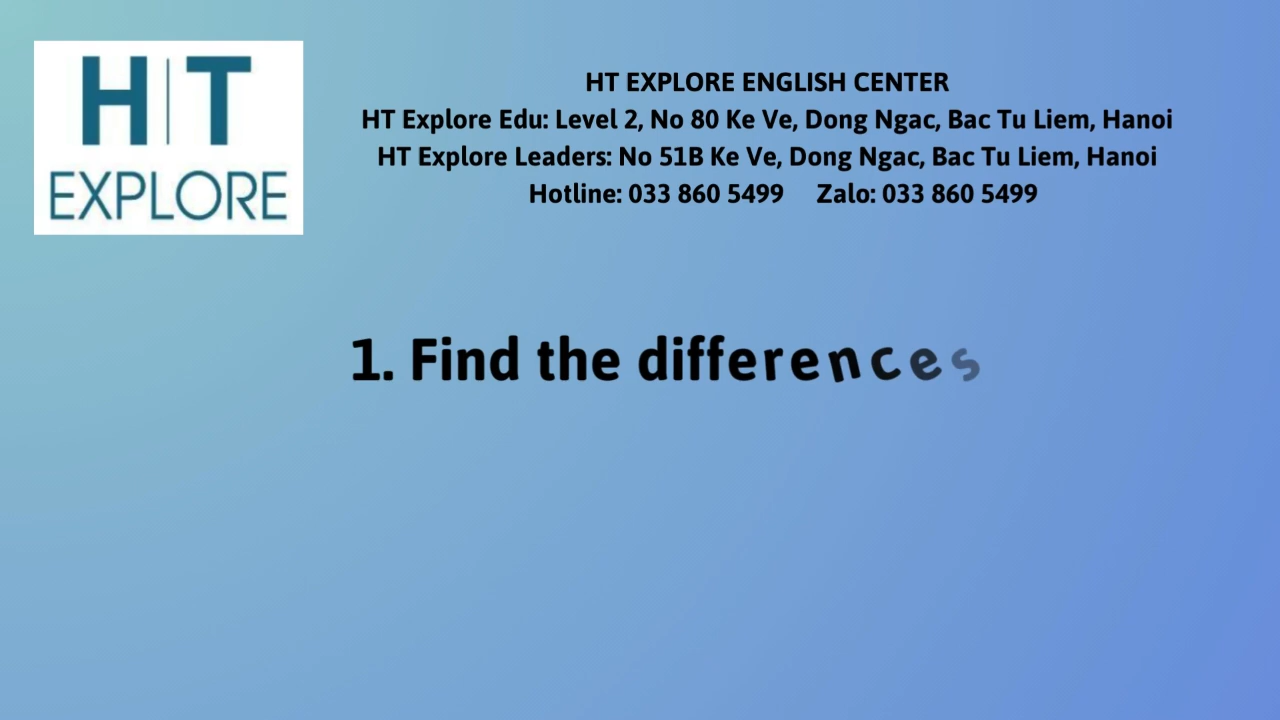 H|T
EXPLORE
HT EXPLORE ENGLISH CENTER
HT Explore Edu: Level 2, No 80 Ke Ve, Dong Ngac, Bac Tu Liem, Hanoi
HT Explore Leaders: No 51B Ke Ve, Dong Ngac, Bac Tu Liem, Hanoi
Hotline: 033 860 5499 Zalo: 033 860 5499
1. Find the differences